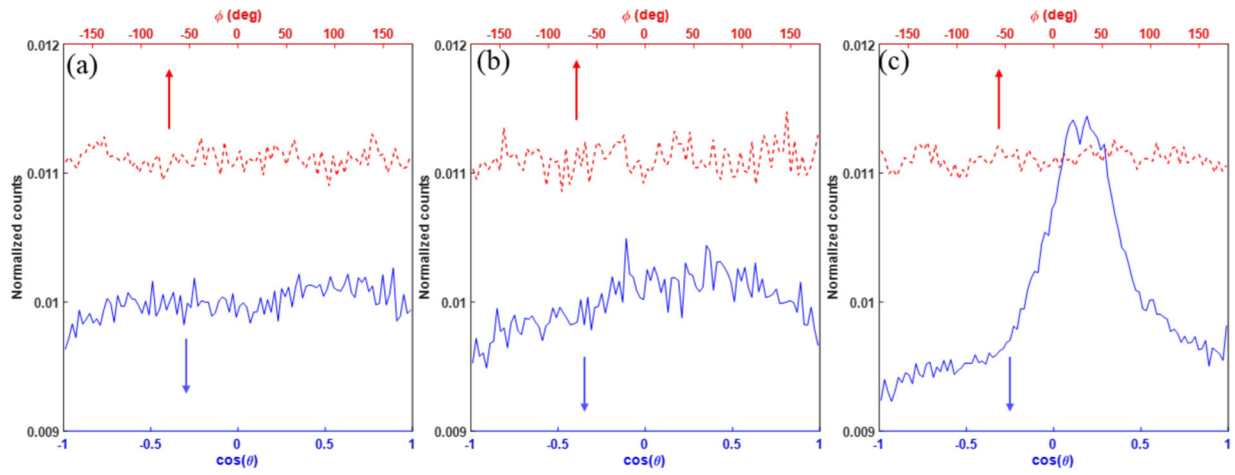 ϕ (deg)
-150 -100 -50 0 50 100 150
0.012
(a)
0.011
0.01
0.009
Normalized counts
-1 -0.5 0 0.5 1
cos(θ)
ϕ (deg)
-150 -100 -50 0 50 100 150
0.012
(b)
0.011
0.01
0.009
Normalized counts
-1 -0.5 0 0.5 1
cos(θ)
ϕ (deg)
-150 -100 -50 0 50 100 150
0.012
(c)
0.011
0.01
0.009
Normalized counts
-1 -0.5 0 0.5 1
cos(θ)